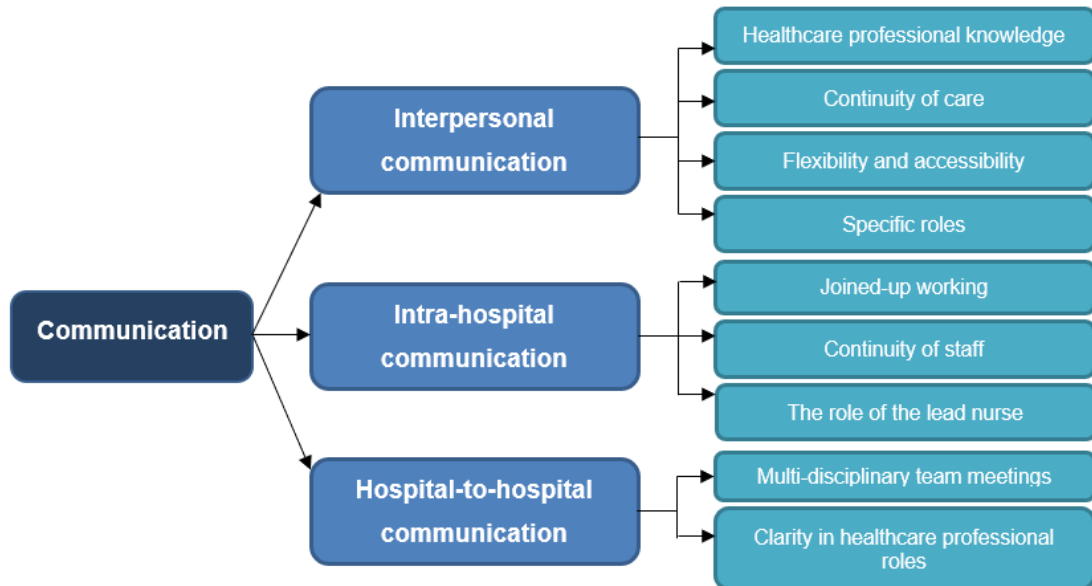 Communication
Interpersonal
communication
Healthcare professional knowledge
Continuity of care
Flexibility and accessibility
Specific roles
Intra-hospital
communication
Joined-up working
Continuity of staff
The role of the lead nurse
Hospital-to-hospital
communication
Multi-disciplinary team meetings
Clarity in healthcare professional
roles